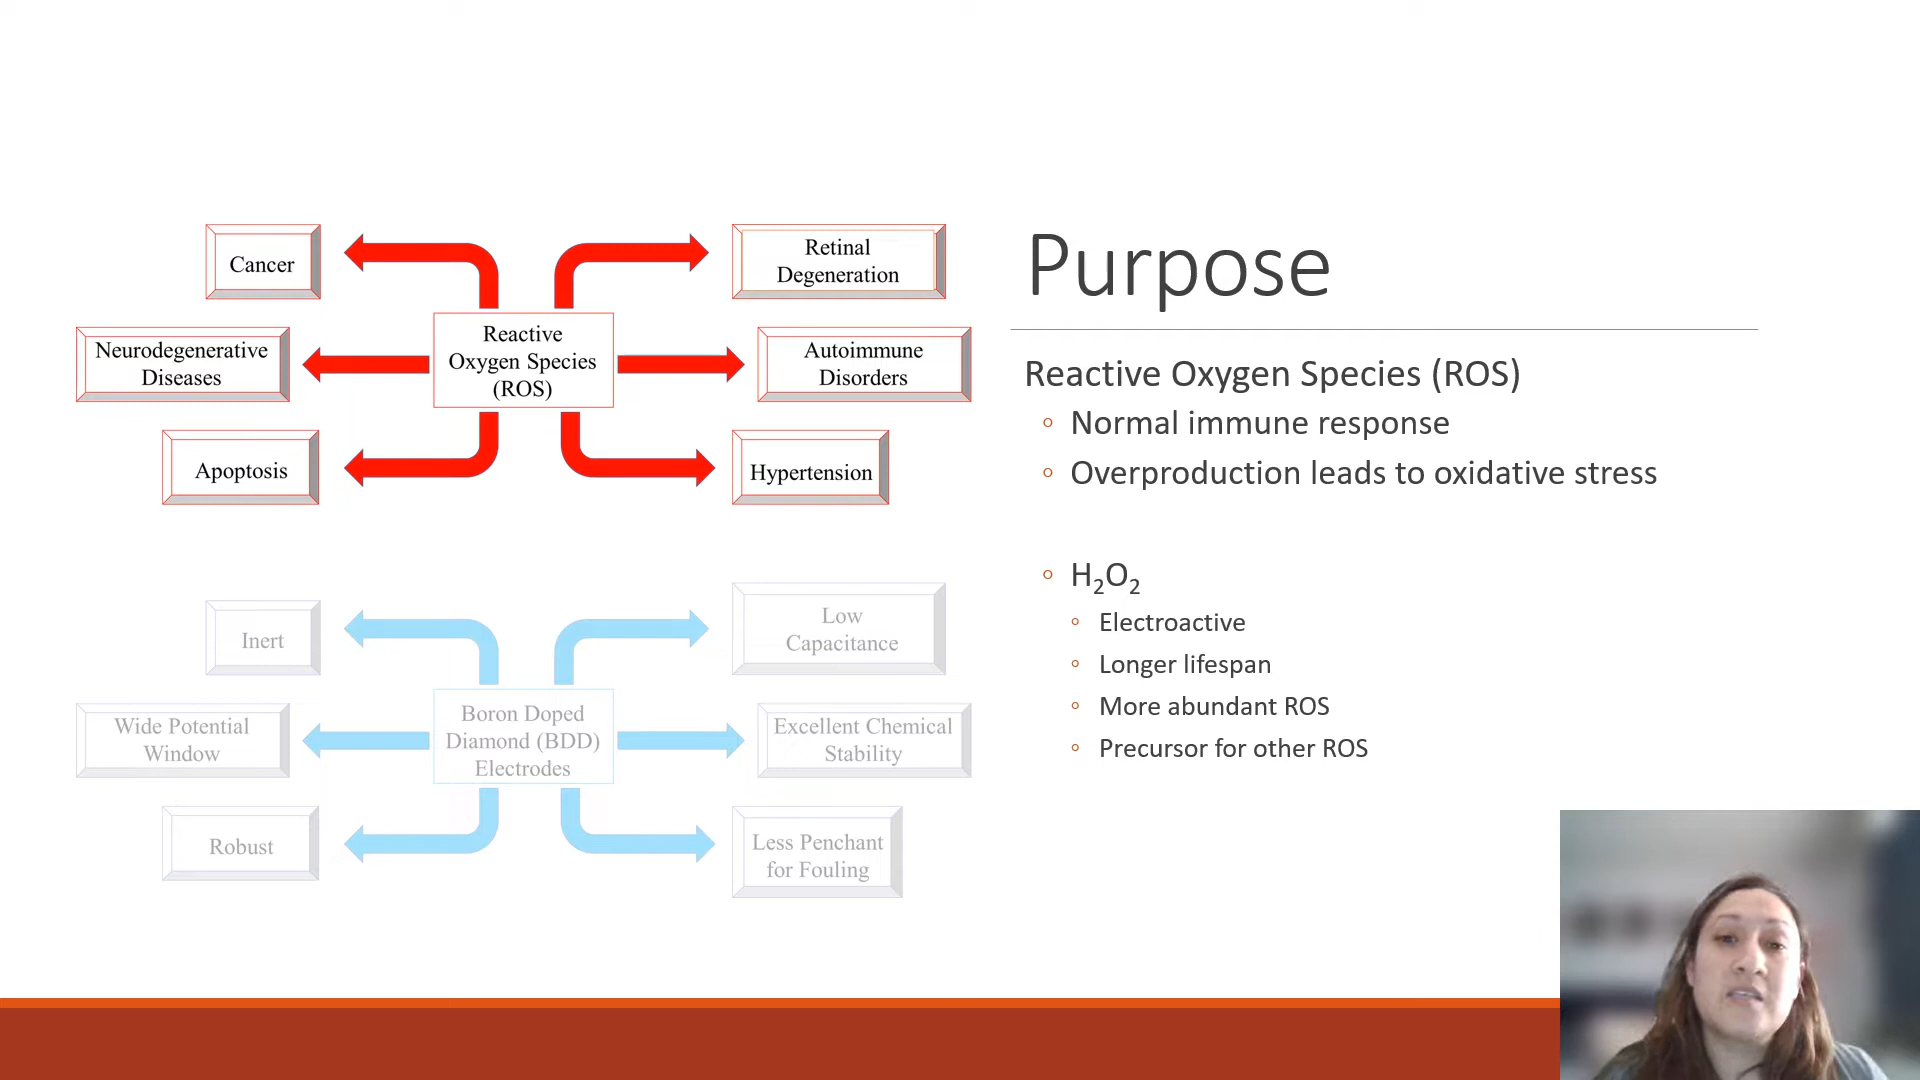 Cancer
Retinal
Degeneration
Neurodegenerative
Diseases
Reactive
Oxygen Species
(ROS)
Autoimmune
Disorders
Apoptosis
Hypertension
Inert
Low
Capacitance
Wide Potential
Window
Boron Doped
Diamond (BDD)
Electrodes
Excellent Chemical
Stability
Robust
Less Penchant
for Fouling
Purpose
Reactive Oxygen Species (ROS)
◦ Normal immune response
◦ Overproduction leads to oxidative stress
◦ H₂O₂
◦ Electroactive
◦ Longer lifespan
◦ More abundant ROS
◦ Precursor for other ROS